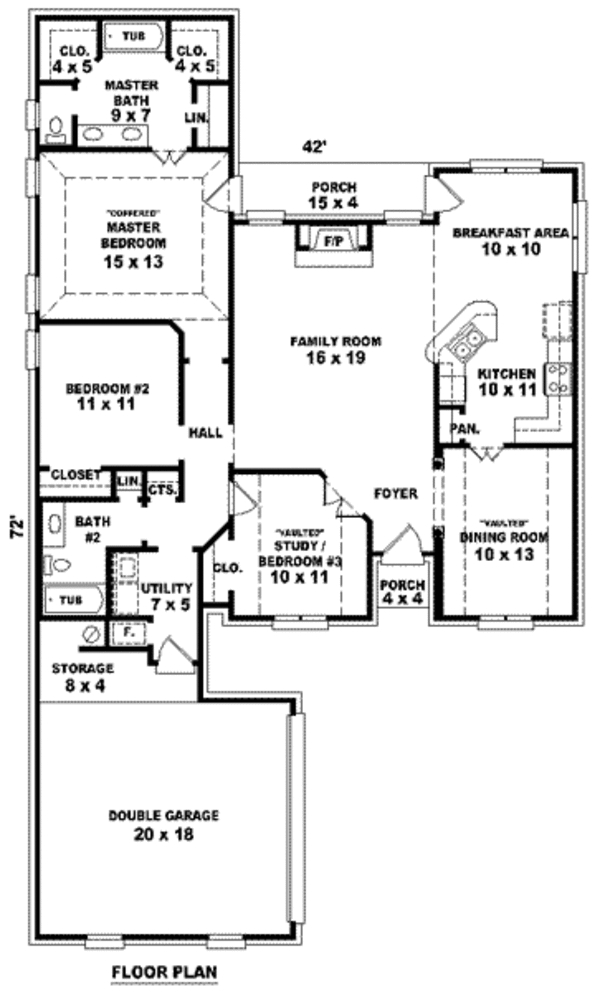 TUB
CLO.
4 x 5
CLO.
4 x 5
MASTER
BATH
9 x 7
LIN.
42'
PORCH
15 x 4
"COFFERED"
MASTER
BEDROOM
15 x 13
F/P
BREAKFAST AREA
10 x 10
FAMILY ROOM
16 x 19
KITCHEN
10 x 11
BEDROOM #2
11 x 11
HALL
PAN.
CLOSET
LIN.
CTS.
FOYER
72'
BATH
#2
"VAULTED"
STUDY /
BEDROOM #3
10 x 11
"VAULTED"
DINING ROOM
10 x 13
CLO.
UTILITY
7 x 5
PORCH
4 x 4
TUB
F.
STORAGE
8 x 4
DOUBLE GARAGE
20 x 18
FLOOR PLAN